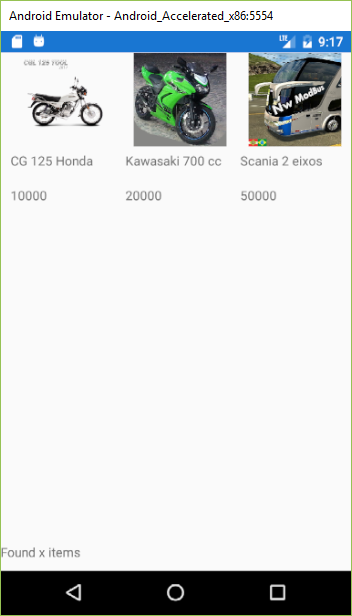 Android Emulator - Android_Accelerated_x86:5554
LTE 9:17
CGL 125 TOOL
NW ModBus
CG 125 Honda Kawasaki 700 cc Scania 2 eixos
10000 20000 50000
Found x items